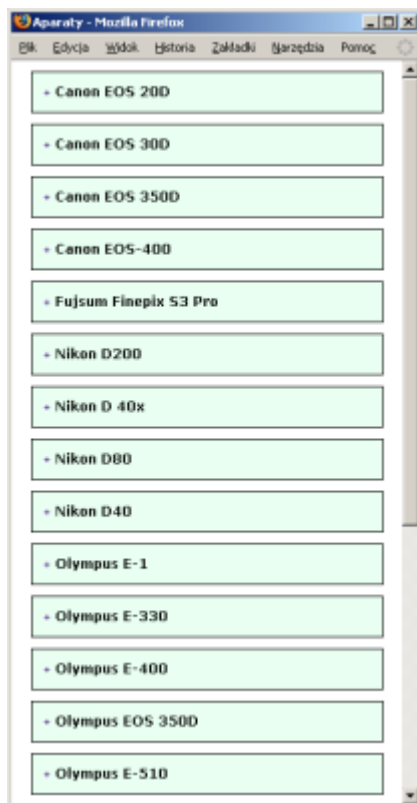 Aparaty - Mozilla Firefox
Plik Edycja Widok Historia Zakładki Narzędzia Pomoc
+ Canon EOS 20D
+ Canon EOS 30D
+ Canon EOS 350D
+ Canon EOS-400
+ Fujsum Finepix S3 Pro
+ Nikon D200
+ Nikon D 40x
+ Nikon D80
+ Nikon D40
+ Olympus E-1
+ Olympus E-330
+ Olympus E-400
+ Olympus EOS 350D
+ Olympus E-510